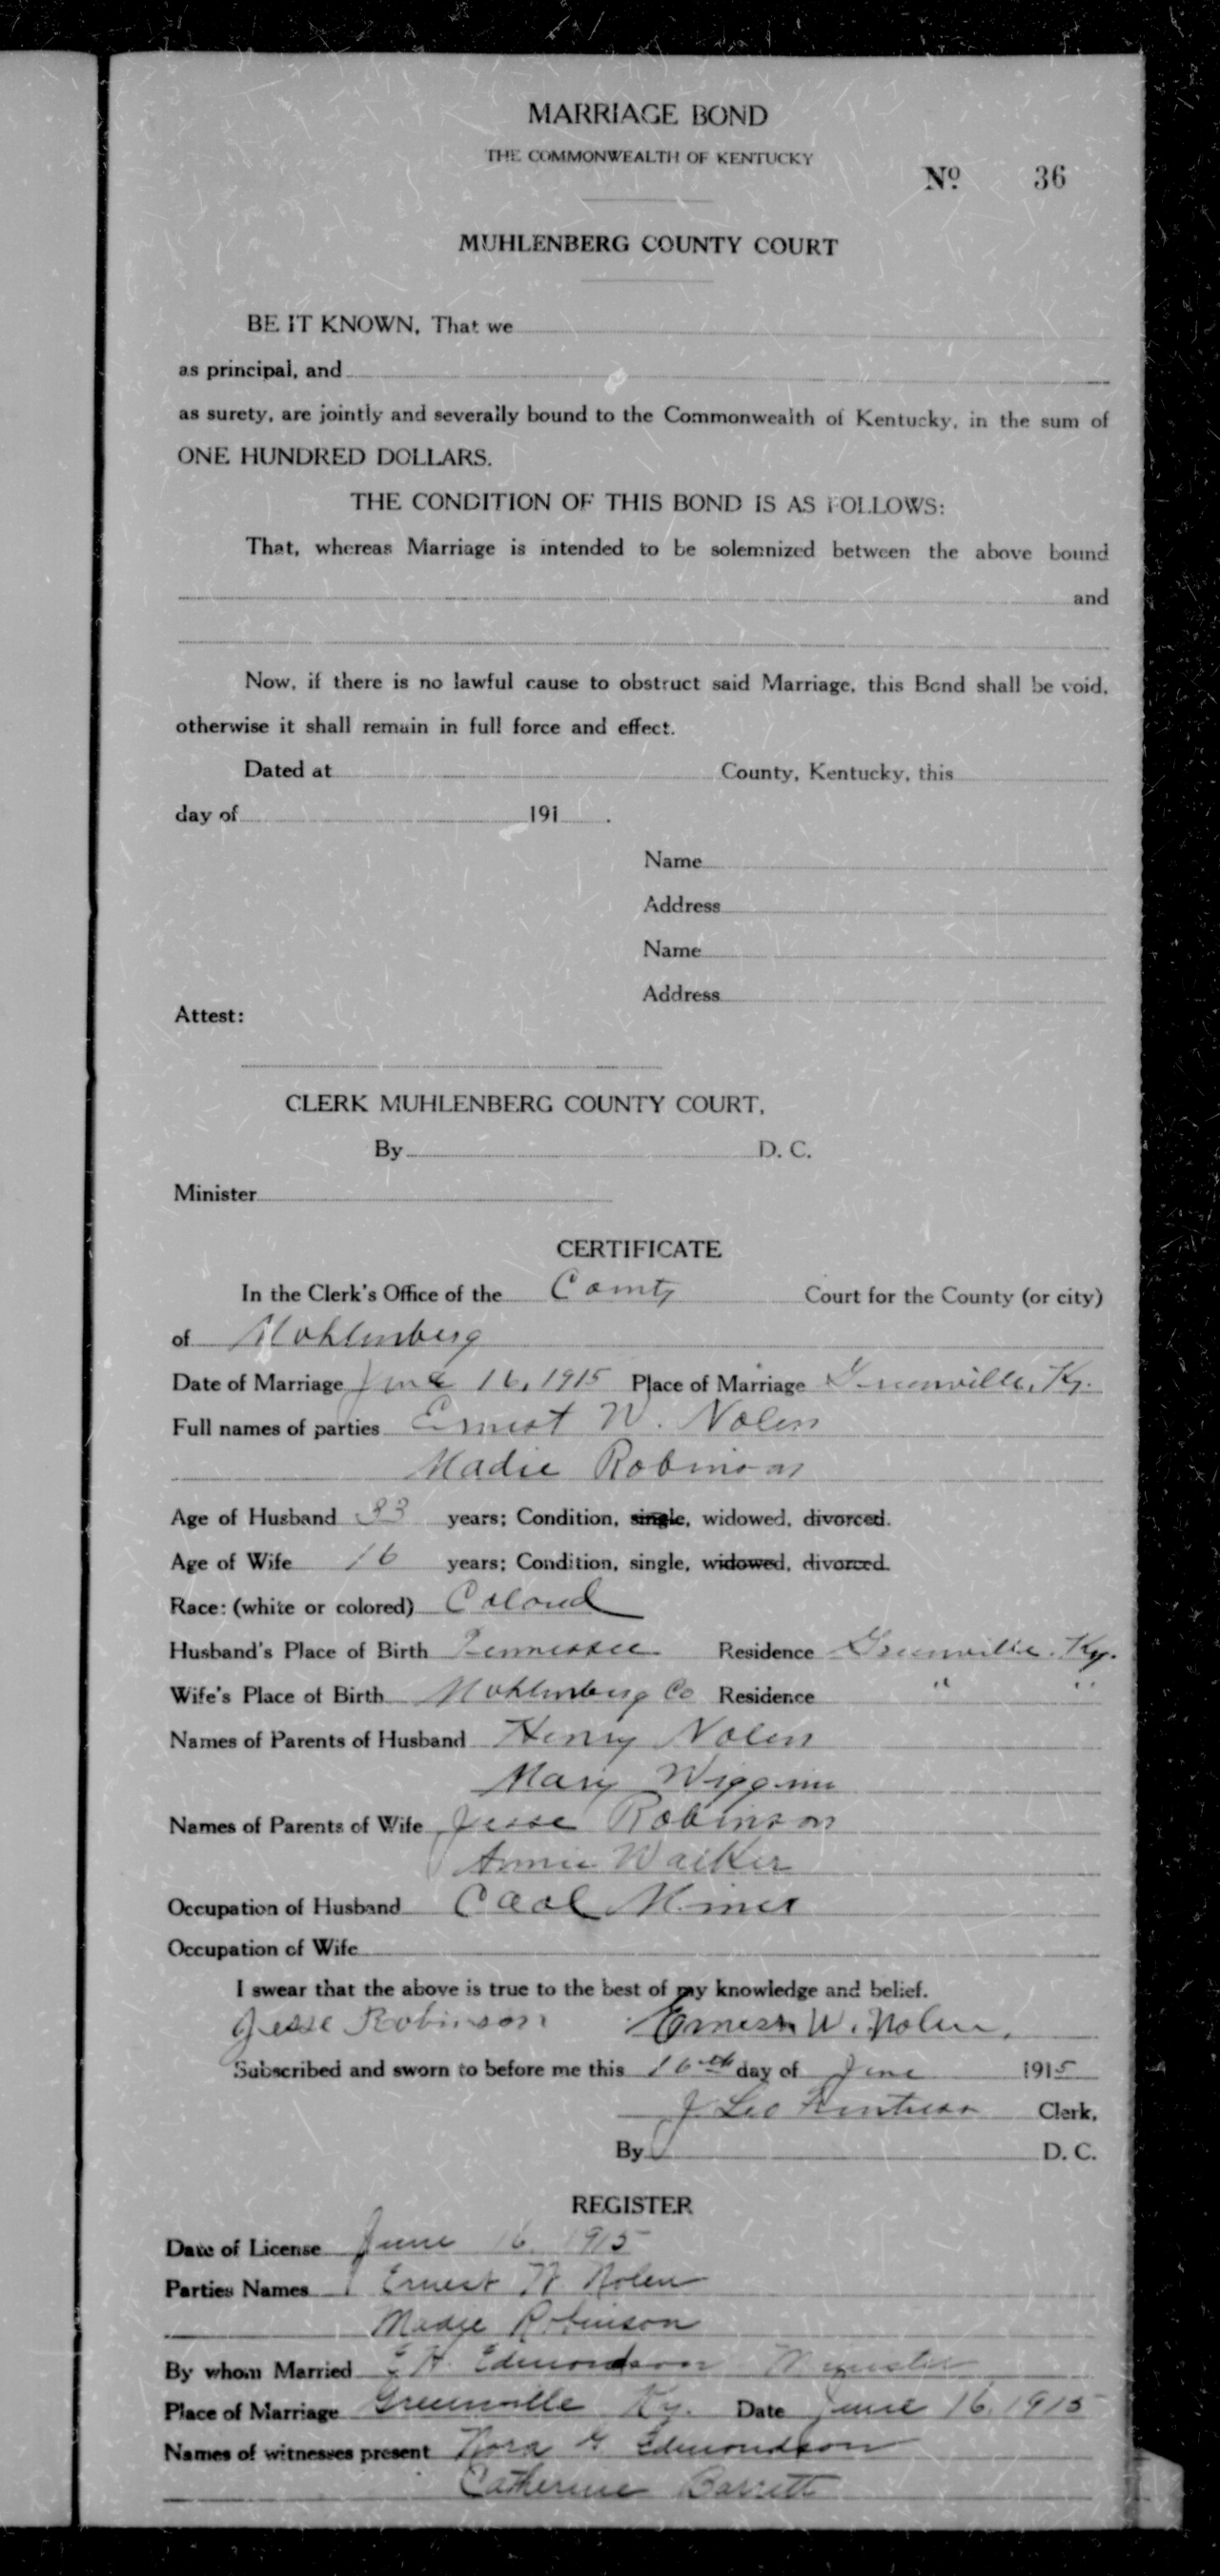 MARRIAGE BOND
THE COMMONWEALTH OF KENTUCKY
No. 36
MUHLENBERG COUNTY COURT
BE IT KNOWN, That we
as principal, and
as surety, are jointly and severally bound to the Commonwealth of Kentucky, in the sum of
ONE HUNDRED DOLLARS.
THE CONDITION OF THIS BOND IS AS FOLLOWS:
That, whereas Marriage is intended to be solemnized between the above bound
and
Now, if there is no lawful cause to obstruct said Marriage, this Bond shall be void,
otherwise it shall remain in full force and effect.
Dated at County, Kentucky, this
day of 191 .
Name
Address
Name
Address
Attest:
CLERK MUHLENBERG COUNTY COURT,
By D. C.
Minister
CERTIFICATE
In the Clerk's Office of the County Court for the County (or city)
of Muhlenberg
Date of Marriage June 16, 1915 Place of Marriage Greenville, Ky.
Full names of parties Ernest W. Nolen
Madie Robinson
Age of Husband years; Condition, single, widowed, divorced.
Age of Wife 16 years; Condition, single, widowed, divorced.
Race: (white or colored) Colored
Husband's Place of Birth Tennessee Residence Greenville, Ky.
Wife's Place of Birth Muhlenberg Co Residence " "
Names of Parents of Husband Henry Nolen
Mary Wiggins
Names of Parents of Wife Jesse Robinson
Annie Walker
Occupation of Husband Coal Miner
Occupation of Wife
I swear that the above is true to the best of my knowledge and belief.
Jesse Robinson Ernest W. Nolen,
Subscribed and sworn to before me this 16th day of June 1915
J. Leo Clerk,
By D. C.
REGISTER
Date of License June 16, 1915
Parties Names Ernest W. Nolen
Madge Robinson
By whom Married H. Edmondson Minister
Place of Marriage Greenville Ky. Date June 16, 1915
Names of witnesses present Nora G Edmondson
Catherine Barrett